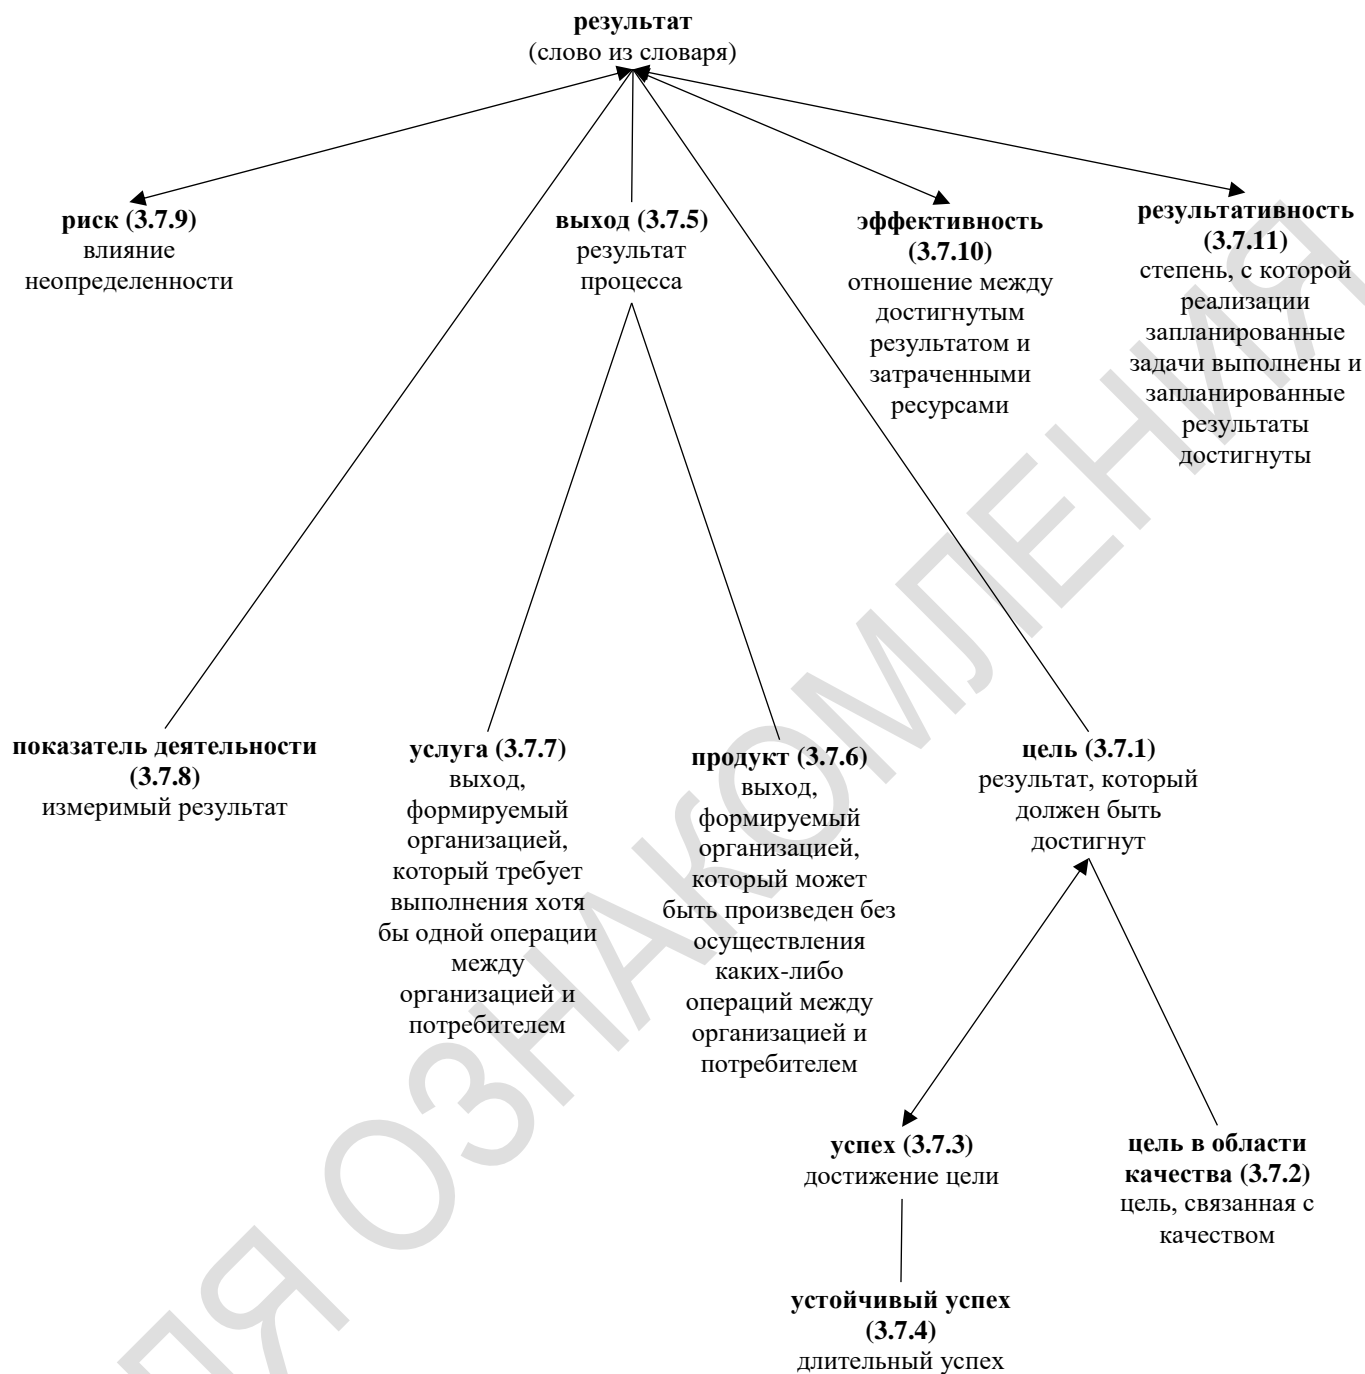 результат
(слово из словаря)
риск (3.7.9)
влияние
неопределенности
выход (3.7.5)
результат
процесса
эффективность
(3.7.10)
отношение между
достигнутым
результатом и
затраченными
ресурсами
результативность
(3.7.11)
степень, с которой
реализации
запланированные
задачи выполнены и
запланированные
результаты
достигнуты
показатель деятельности
(3.7.8)
измеримый результат
услуга (3.7.7)
выход,
формируемый
организацией,
который требует
выполнения хотя
бы одной операции
между
организацией и
потребителем
продукт (3.7.6)
выход,
формируемый
организацией,
который может
быть произведен без
осуществления
каких-либо
операций между
организацией и
потребителем
цель (3.7.1)
результат, который
должен быть
достигнут
успех (3.7.3)
достижение цели
цель в области
качества (3.7.2)
цель, связанная с
качеством
устойчивый успех
(3.7.4)
длительный успех
ЛЯ ОЗНАКОМЛЕНИЯ